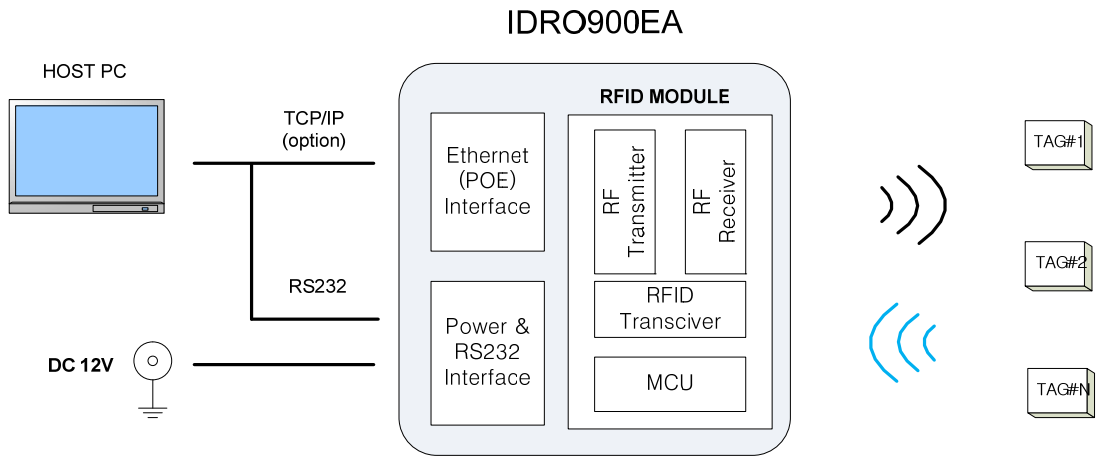 IDRO900EA
HOST PC
TCP/IP
(option)
RS232
DC 12V
Ethernet
(POE)
Interface
Power &
RS232
Interface
RFID MODULE
RF
Transmitter
RF
Receiver
RFID
Transciver
MCU
TAG#1
TAG#2
TAG#N